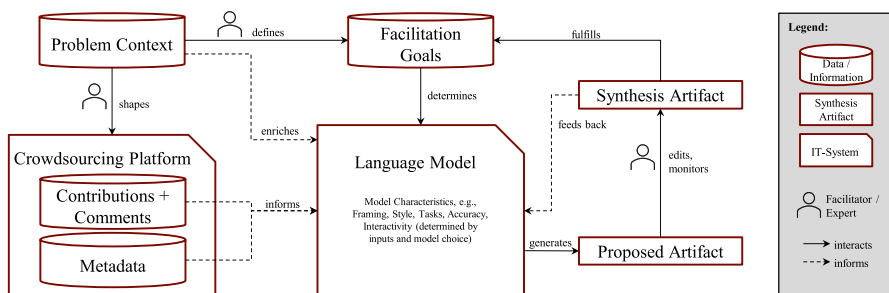 Problem Context
defines
Facilitation
Goals
fulfills
shapes
enriches
determines
Synthesis Artifact
feeds back
edits,
monitors
Crowdsourcing Platform
Contributions +
Comments
Metadata
informs
Language Model
Model Characteristics, e.g.,
Framing, Style, Tasks, Accuracy,
Interactivity (determined by
inputs and model choice)
generates
Proposed Artifact
Legend:
Data /
Information
Synthesis
Artifact
IT-System
Facilitator /
Expert
interacts
informs